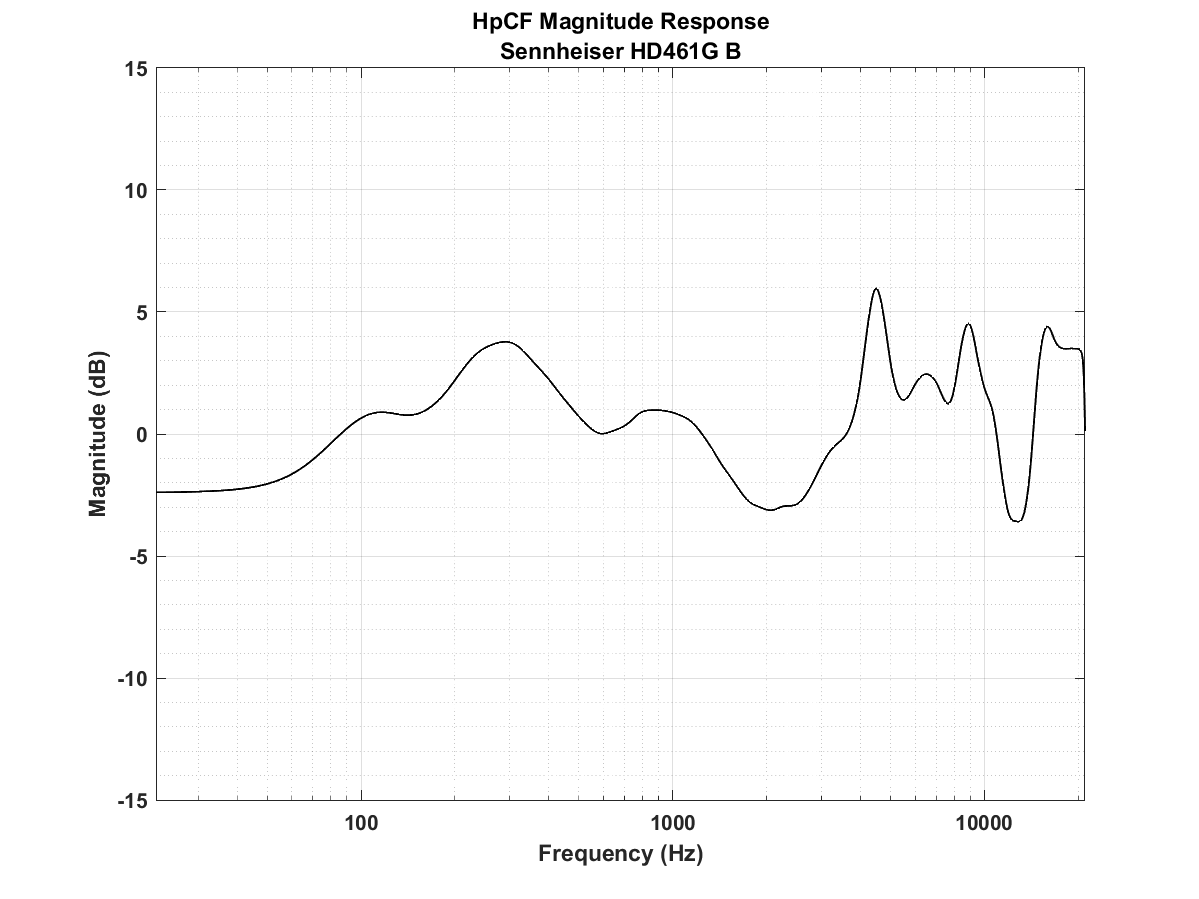 HpCF Magnitude Response
Sennheiser HD461G B
15
10
5
0
-5
-10
-15
Magnitude (dB)
100
1000
10000
Frequency (Hz)